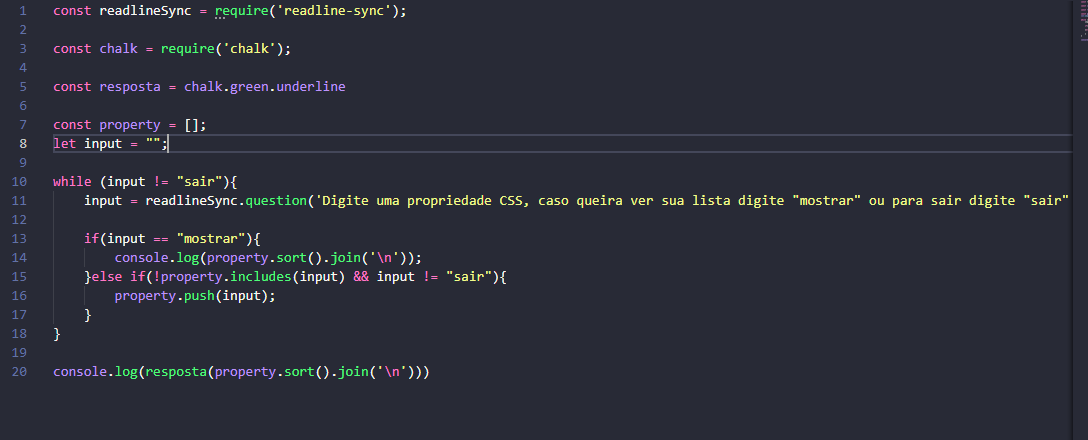 1 const readlineSync = require('readline-sync');
2
3 const chalk = require('chalk');
4
5 const resposta = chalk.green.underline
6
7 const property = [];
8 let input = "";
9
10 while (input != "sair"){
11 input = readlineSync.question('Digite uma propriedade CSS, caso queira ver sua lista digite "mostrar" ou para sair digite "sair"
12
13 if(input == "mostrar"){
14 console.log(property.sort().join('\n'));
15 }else if(!property.includes(input) && input != "sair"){
16 property.push(input);
17 }
18 }
19
20 console.log(resposta(property.sort().join('\n')))